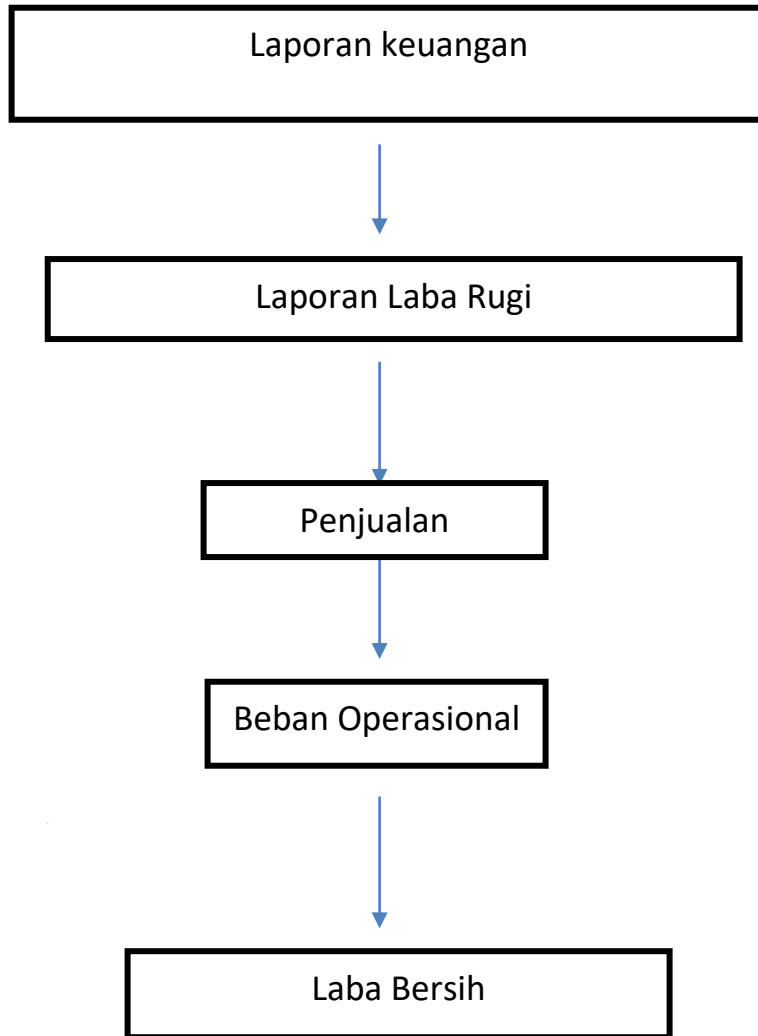 Laporan keuangan
Laporan Laba Rugi
Penjualan
Beban Operasional
Laba Bersih